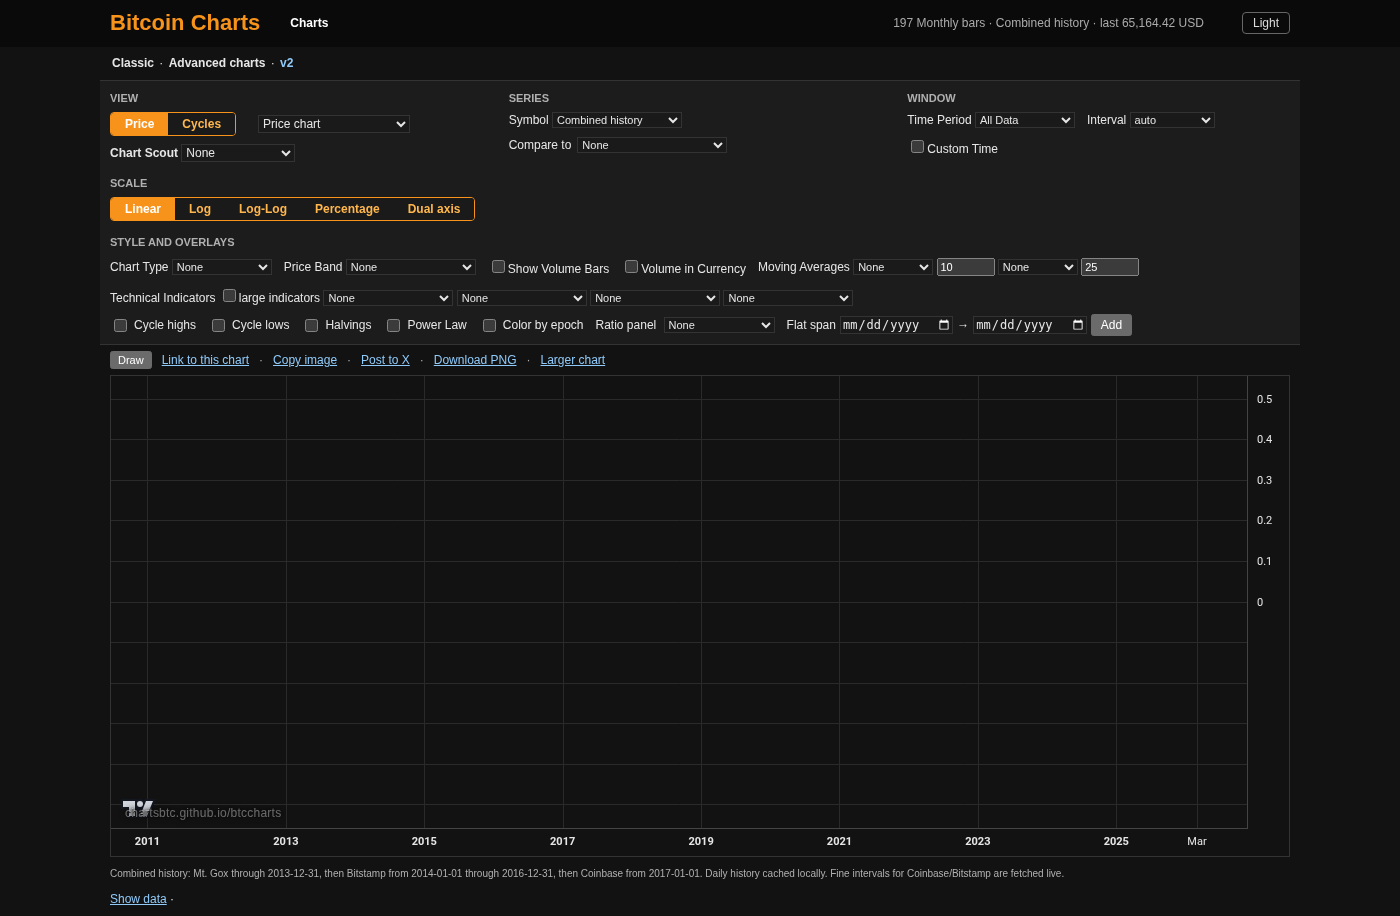 Bitcoin Charts Charts 197 Monthly bars · Combined history · last 65,164.42 USD Light
Classic · Advanced charts · v2
VIEW SERIES WINDOW
Price Cycles Price chart Symbol Combined history Time Period All Data Interval auto
Chart Scout None Compare to None Custom Time
SCALE
Linear Log Log-Log Percentage Dual axis
STYLE AND OVERLAYS
Chart Type None Price Band None Show Volume Bars Volume in Currency Moving Averages None 10 None 25
Technical Indicators large indicators None None None None
Cycle highs Cycle lows Halvings Power Law Color by epoch Ratio panel None Flat span mm/dd/yyyy → mm/dd/yyyy Add
Draw Link to this chart · Copy image · Post to X · Download PNG · Larger chart
0.5
0.4
0.3
0.2
0.1
0
chartsbtc.github.io/btccharts
2011 2013 2015 2017 2019 2021 2023 2025 Mar
Combined history: Mt. Gox through 2013-12-31, then Bitstamp from 2014-01-01 through 2016-12-31, then Coinbase from 2017-01-01. Daily history cached locally. Fine intervals for Coinbase/Bitstamp are fetched live.
Show data ·